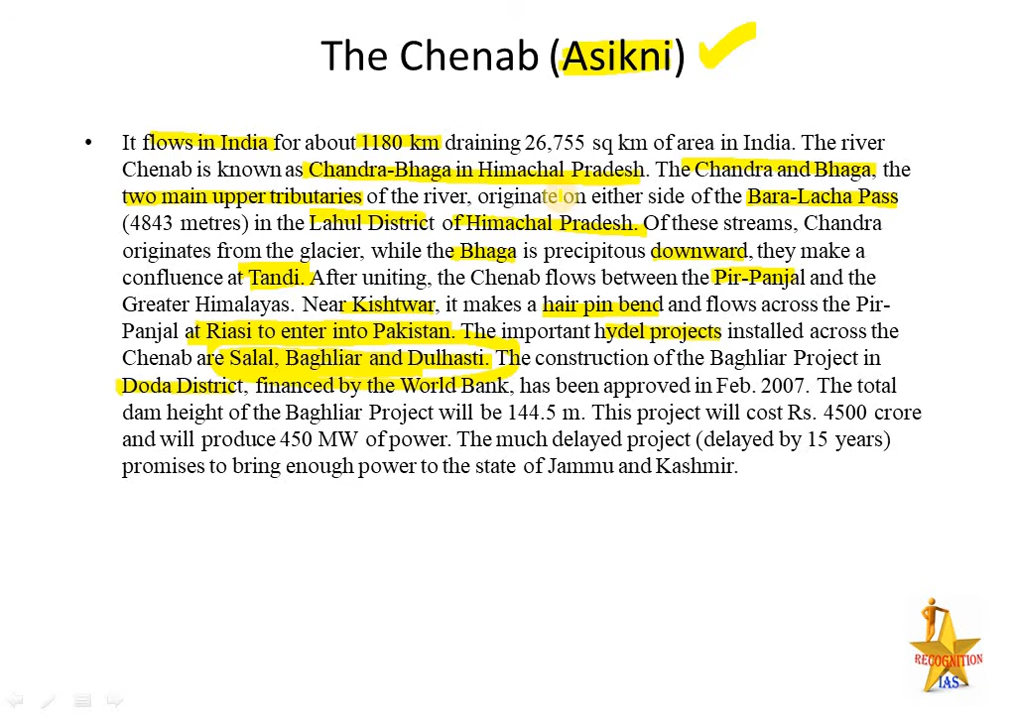 The Chenab (Asikni)
• It flows in India for about 1180 km draining 26,755 sq km of area in India. The river
Chenab is known as Chandra-Bhaga in Himachal Pradesh. The Chandra and Bhaga, the
two main upper tributaries of the river, originate on either side of the Bara-Lacha Pass
(4843 metres) in the Lahul District of Himachal Pradesh. Of these streams, Chandra
originates from the glacier, while the Bhaga is precipitous downward, they make a
confluence at Tandi. After uniting, the Chenab flows between the Pir-Panjal and the
Greater Himalayas. Near Kishtwar, it makes a hair pin bend and flows across the Pir-
Panjal at Riasi to enter into Pakistan. The important hydel projects installed across the
Chenab are Salal, Baghliar and Dulhasti. The construction of the Baghliar Project in
Doda District, financed by the World Bank, has been approved in Feb. 2007. The total
dam height of the Baghliar Project will be 144.5 m. This project will cost Rs. 4500 crore
and will produce 450 MW of power. The much delayed project (delayed by 15 years)
promises to bring enough power to the state of Jammu and Kashmir.
RECOGNITION
IAS